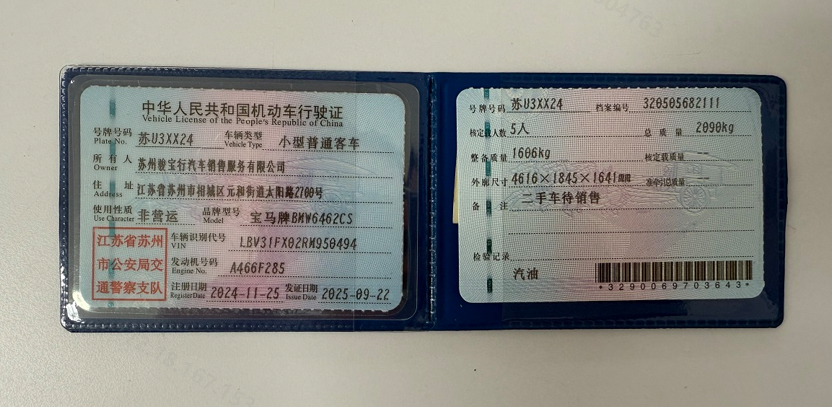 中华人民共和国机动车行驶证
Vehicle License of the People's Republic of China
号牌号码 苏U3XX24 车辆类型 小型普通客车
Plate No. Vehicle Type
所有人 苏州骏宝行汽车销售服务有限公司
Owner
住址 江苏省苏州市相城区元和街道太阳路2700号
Address
使用性质 非营运 品牌型号 宝马牌BMW6462CS
Use Character Model
江苏省苏州
市公安局交
通警察支队
车辆识别代号 LBV31FX02RM950494
VIN
发动机号码 A466F285
Engine No.
注册日期 2024-11-25 发证日期 2025-09-22
Register Date Issue Date
号牌号码 苏U3XX24 档案编号 320505682111
核定载人数 5人 总质量 2090kg
整备质量 1606kg 核定载质量 --
外廓尺寸 4616×1845×1641mm 准牵引总质量 --
备注 二手车待销售
检验记录
汽油
*3290069703643*